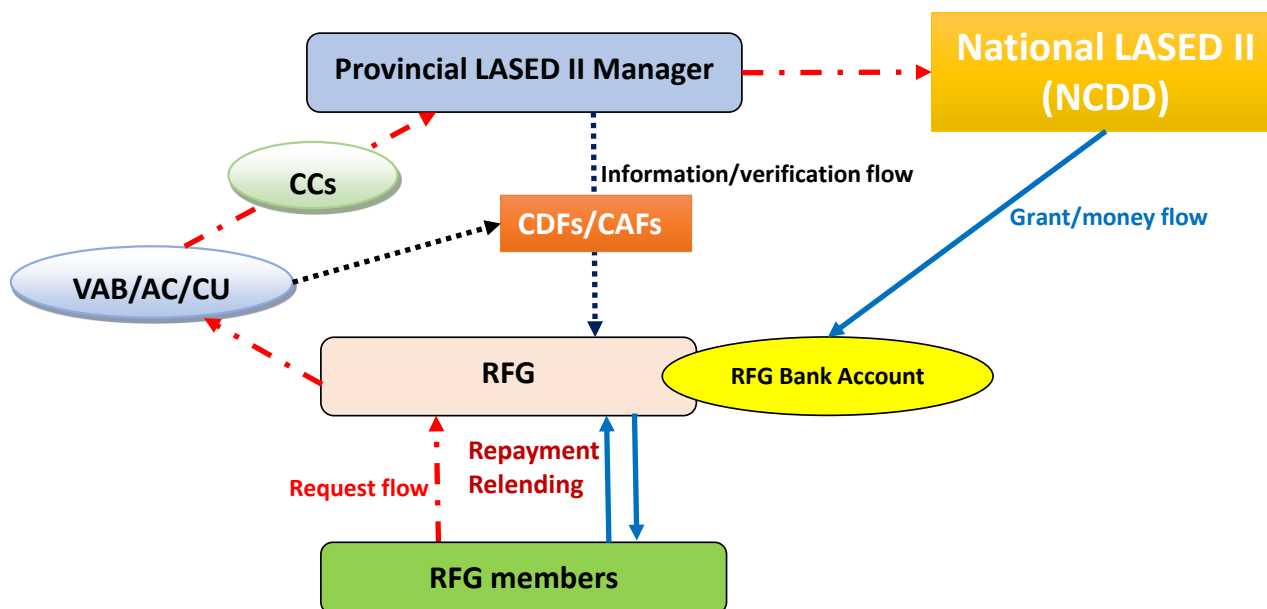 Provincial LASED II Manager
National LASED II
(NCDD)
CCs
Information/verification flow
CDFs/CAFs
Grant/money flow
VAB/AC/CU
RFG
RFG Bank Account
Repayment
Relending
Request flow
RFG members